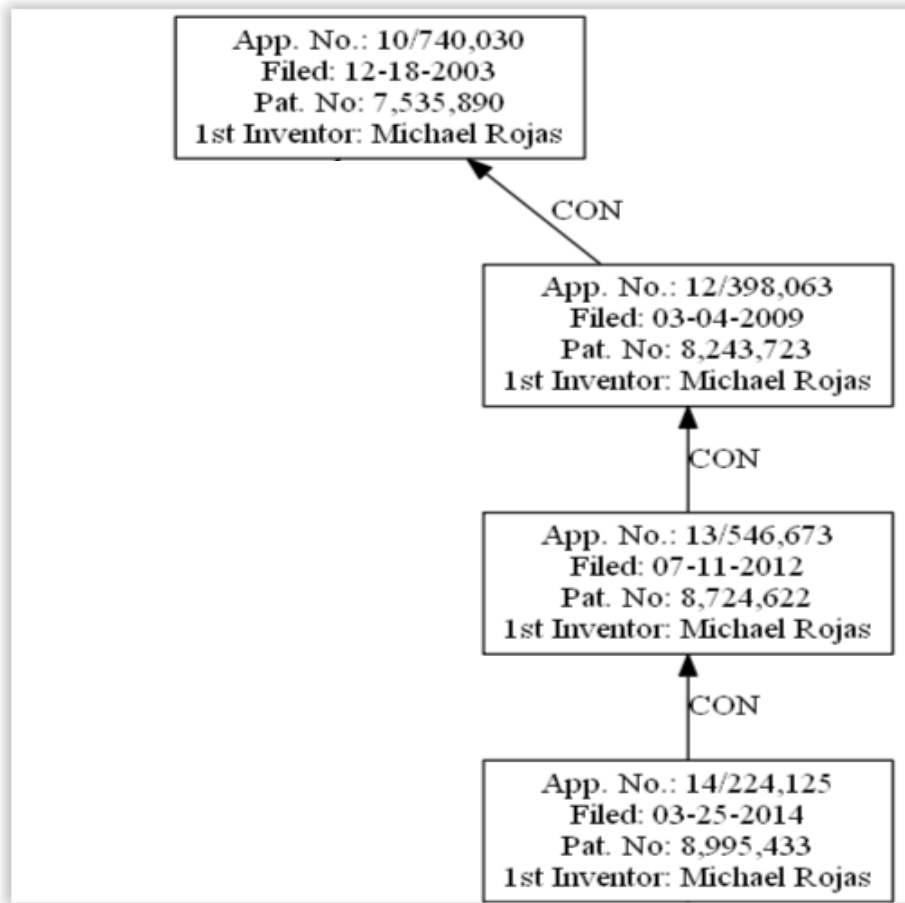 App. No.: 10/740,030
Filed: 12-18-2003
Pat. No: 7,535,890
1st Inventor: Michael Rojas
CON
App. No.: 12/398,063
Filed: 03-04-2009
Pat. No: 8,243,723
1st Inventor: Michael Rojas
CON
App. No.: 13/546,673
Filed: 07-11-2012
Pat. No: 8,724,622
1st Inventor: Michael Rojas
CON
App. No.: 14/224,125
Filed: 03-25-2014
Pat. No: 8,995,433
1st Inventor: Michael Rojas